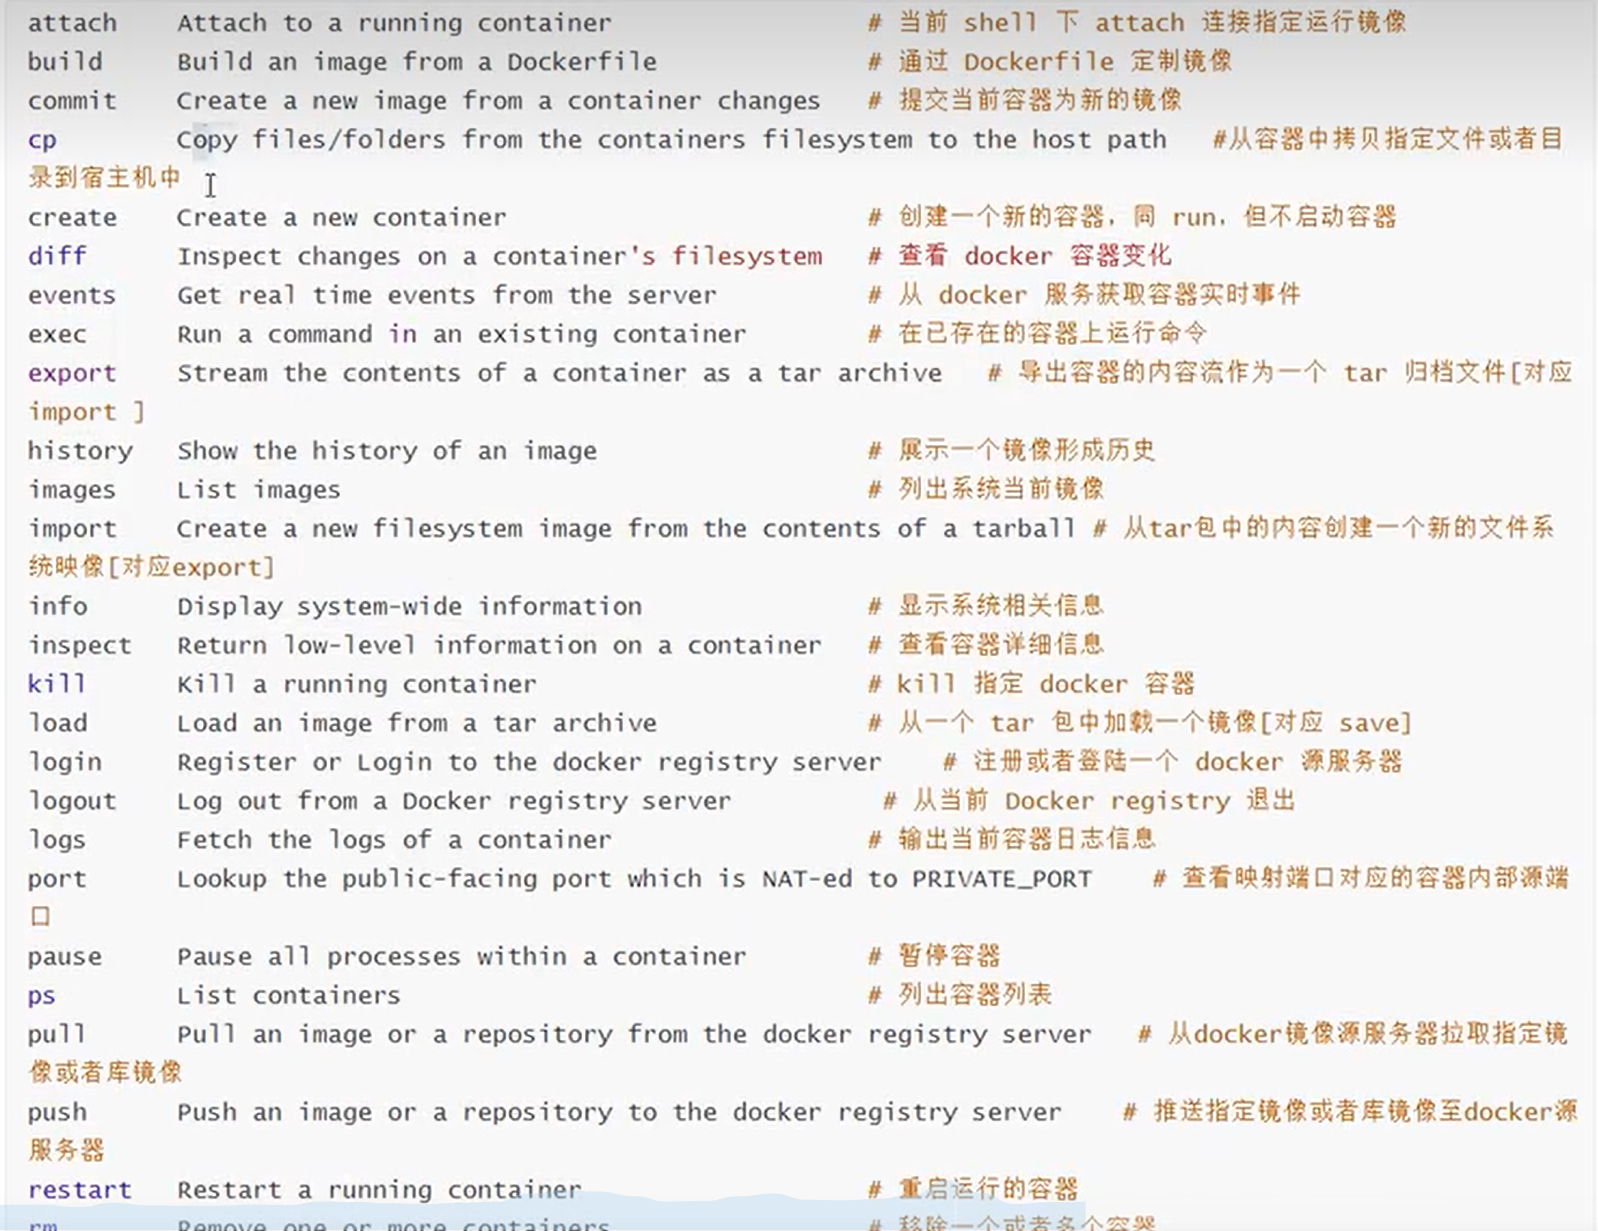 attach    Attach to a running container                 # 当前 shell 下 attach 连接指定运行镜像
build     Build an image from a Dockerfile              # 通过 Dockerfile 定制镜像
commit    Create a new image from a container changes   # 提交当前容器为新的镜像
cp        Copy files/folders from the containers filesystem to the host path   #从容器中拷贝指定文件或者目
录到宿主机中
create    Create a new container                        # 创建一个新的容器，同 run，但不启动容器
diff      Inspect changes on a container's filesystem   # 查看 docker 容器变化
events    Get real time events from the server          # 从 docker 服务获取容器实时事件
exec      Run a command in an existing container        # 在已存在的容器上运行命令
export    Stream the contents of a container as a tar archive   # 导出容器的内容流作为一个 tar 归档文件[对应
import ]
history   Show the history of an image                  # 展示一个镜像形成历史
images    List images                                   # 列出系统当前镜像
import    Create a new filesystem image from the contents of a tarball # 从tar包中的内容创建一个新的文件系
统映像[对应export]
info      Display system-wide information               # 显示系统相关信息
inspect   Return low-level information on a container   # 查看容器详细信息
kill      Kill a running container                      # kill 指定 docker 容器
load      Load an image from a tar archive              # 从一个 tar 包中加载一个镜像[对应 save]
login     Register or Login to the docker registry server    # 注册或者登陆一个 docker 源服务器
logout    Log out from a Docker registry server          # 从当前 Docker registry 退出
logs      Fetch the logs of a container                 # 输出当前容器日志信息
port      Lookup the public-facing port which is NAT-ed to PRIVATE_PORT    # 查看映射端口对应的容器内部源端
口
pause     Pause all processes within a container        # 暂停容器
ps        List containers                               # 列出容器列表
pull      Pull an image or a repository from the docker registry server   # 从docker镜像源服务器拉取指定镜
像或者库镜像
push      Push an image or a repository to the docker registry server    # 推送指定镜像或者库镜像至docker源
服务器
restart   Restart a running container                   # 重启运行的容器
rm        Remove one or more containers                 # 移除一个或者多个容器